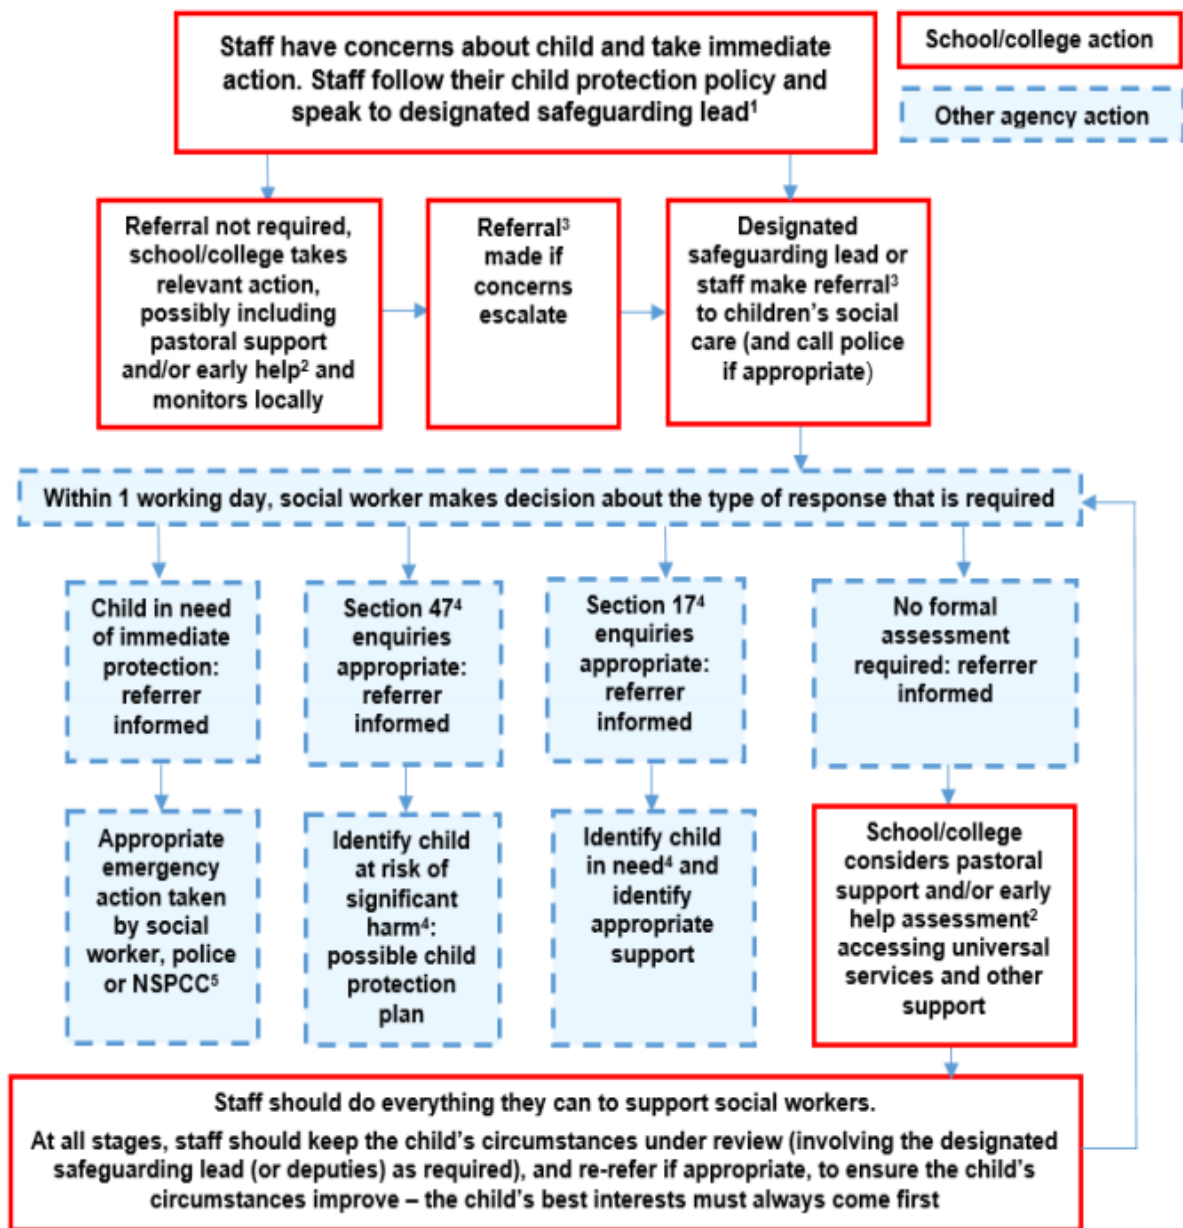 Staff have concerns about child and take immediate
action. Staff follow their child protection policy and
speak to designated safeguarding lead¹
School/college action
Other agency action
Referral not required,
school/college takes
relevant action,
possibly including
pastoral support
and/or early help² and
monitors locally
Referral³
made if
concerns
escalate
Designated
safeguarding lead or
staff make referral³
to children’s social
care (and call police
if appropriate)
Within 1 working day, social worker makes decision about the type of response that is required
Child in need
of immediate
protection:
referrer
informed
Section 47⁴
enquiries
appropriate:
referrer
informed
Section 17⁴
enquiries
appropriate:
referrer
informed
No formal
assessment
required: referrer
informed
Appropriate
emergency
action taken
by social
worker, police
or NSPCC⁵
Identify child
at risk of
significant
harm⁴:
possible child
protection
plan
Identify child
in need⁴ and
identify
appropriate
support
School/college
considers pastoral
support and/or early
help assessment²
accessing universal
services and other
support
Staff should do everything they can to support social workers.
At all stages, staff should keep the child’s circumstances under review (involving the designated
safeguarding lead (or deputies) as required), and re-refer if appropriate, to ensure the child’s
circumstances improve – the child’s best interests must always come first